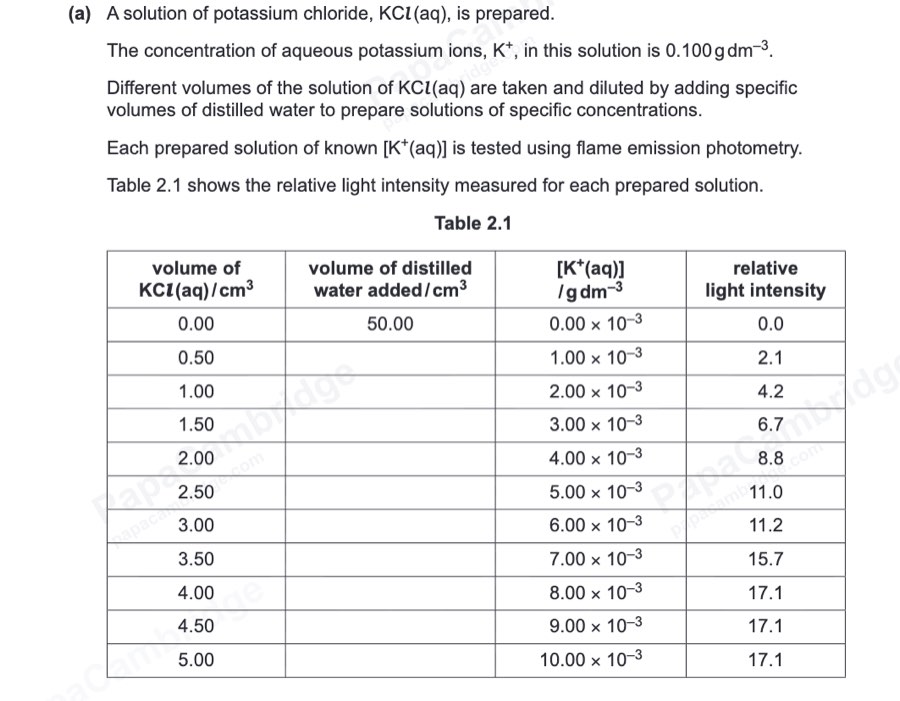 (a) A solution of potassium chloride, KCl(aq), is prepared.
The concentration of aqueous potassium ions, K⁺, in this solution is 0.100 g dm⁻³.
Different volumes of the solution of KCl(aq) are taken and diluted by adding specific
volumes of distilled water to prepare solutions of specific concentrations.
Each prepared solution of known [K⁺(aq)] is tested using flame emission photometry.
Table 2.1 shows the relative light intensity measured for each prepared solution.
Table 2.1
volume of KCl(aq)/cm³ | volume of distilled water added/cm³ | [K⁺(aq)] /g dm⁻³ | relative light intensity
0.00 | 50.00 | 0.00 × 10⁻³ | 0.0
0.50 | | 1.00 × 10⁻³ | 2.1
1.00 | | 2.00 × 10⁻³ | 4.2
1.50 | | 3.00 × 10⁻³ | 6.7
2.00 | | 4.00 × 10⁻³ | 8.8
2.50 | | 5.00 × 10⁻³ | 11.0
3.00 | | 6.00 × 10⁻³ | 11.2
3.50 | | 7.00 × 10⁻³ | 15.7
4.00 | | 8.00 × 10⁻³ | 17.1
4.50 | | 9.00 × 10⁻³ | 17.1
5.00 | | 10.00 × 10⁻³ | 17.1
PapaCambridge